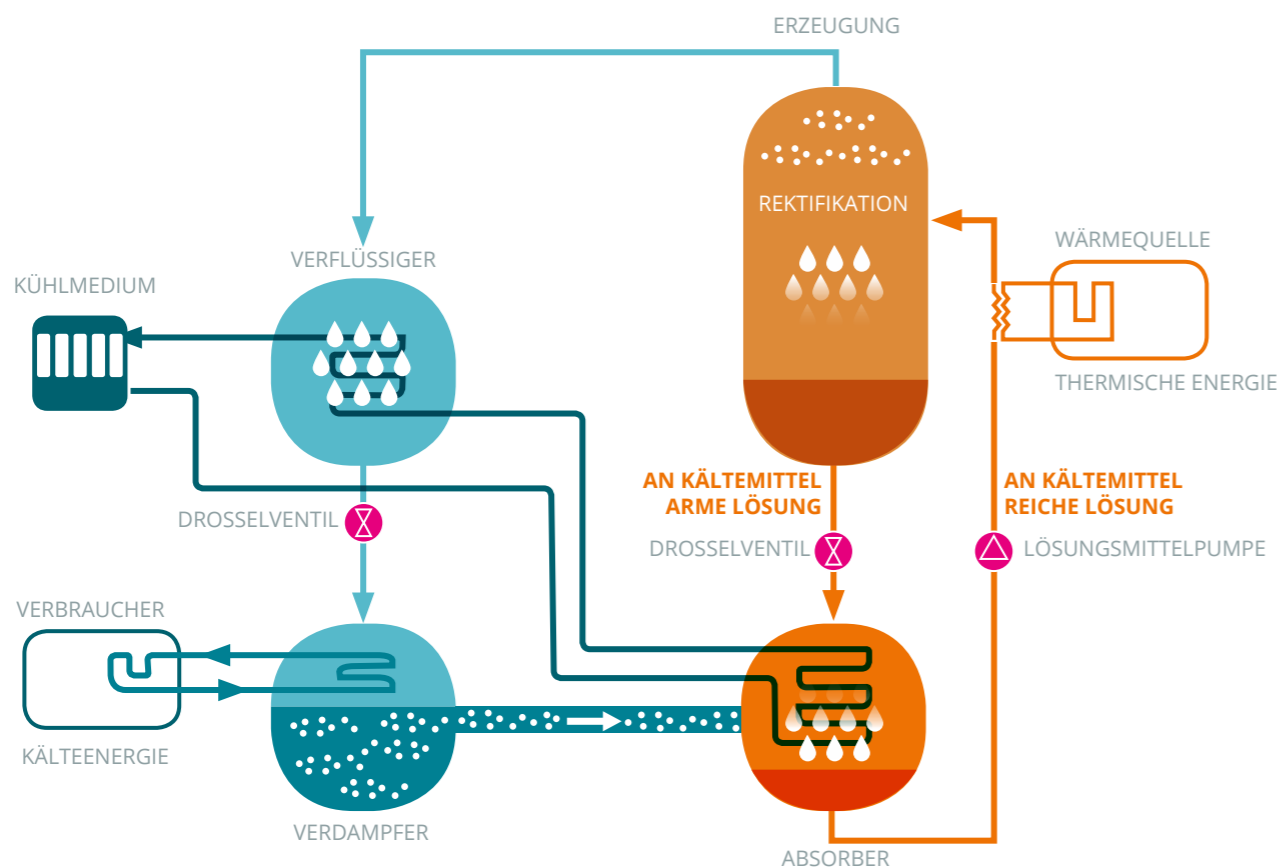 ERZEUGUNG
REKTIFIKATION
WÄRMEQUELLE
VERFLÜSSIGER
KÜHLMEDIUM
THERMISCHE ENERGIE
AN KÄLTEMITTEL
ARME LÖSUNG
AN KÄLTEMITTEL
REICHE LÖSUNG
DROSSELVENTIL
DROSSELVENTIL
LÖSUNGSMITTELPUMPE
VERBRAUCHER
KÄLTEENERGIE
VERDAMPFER
ABSORBER